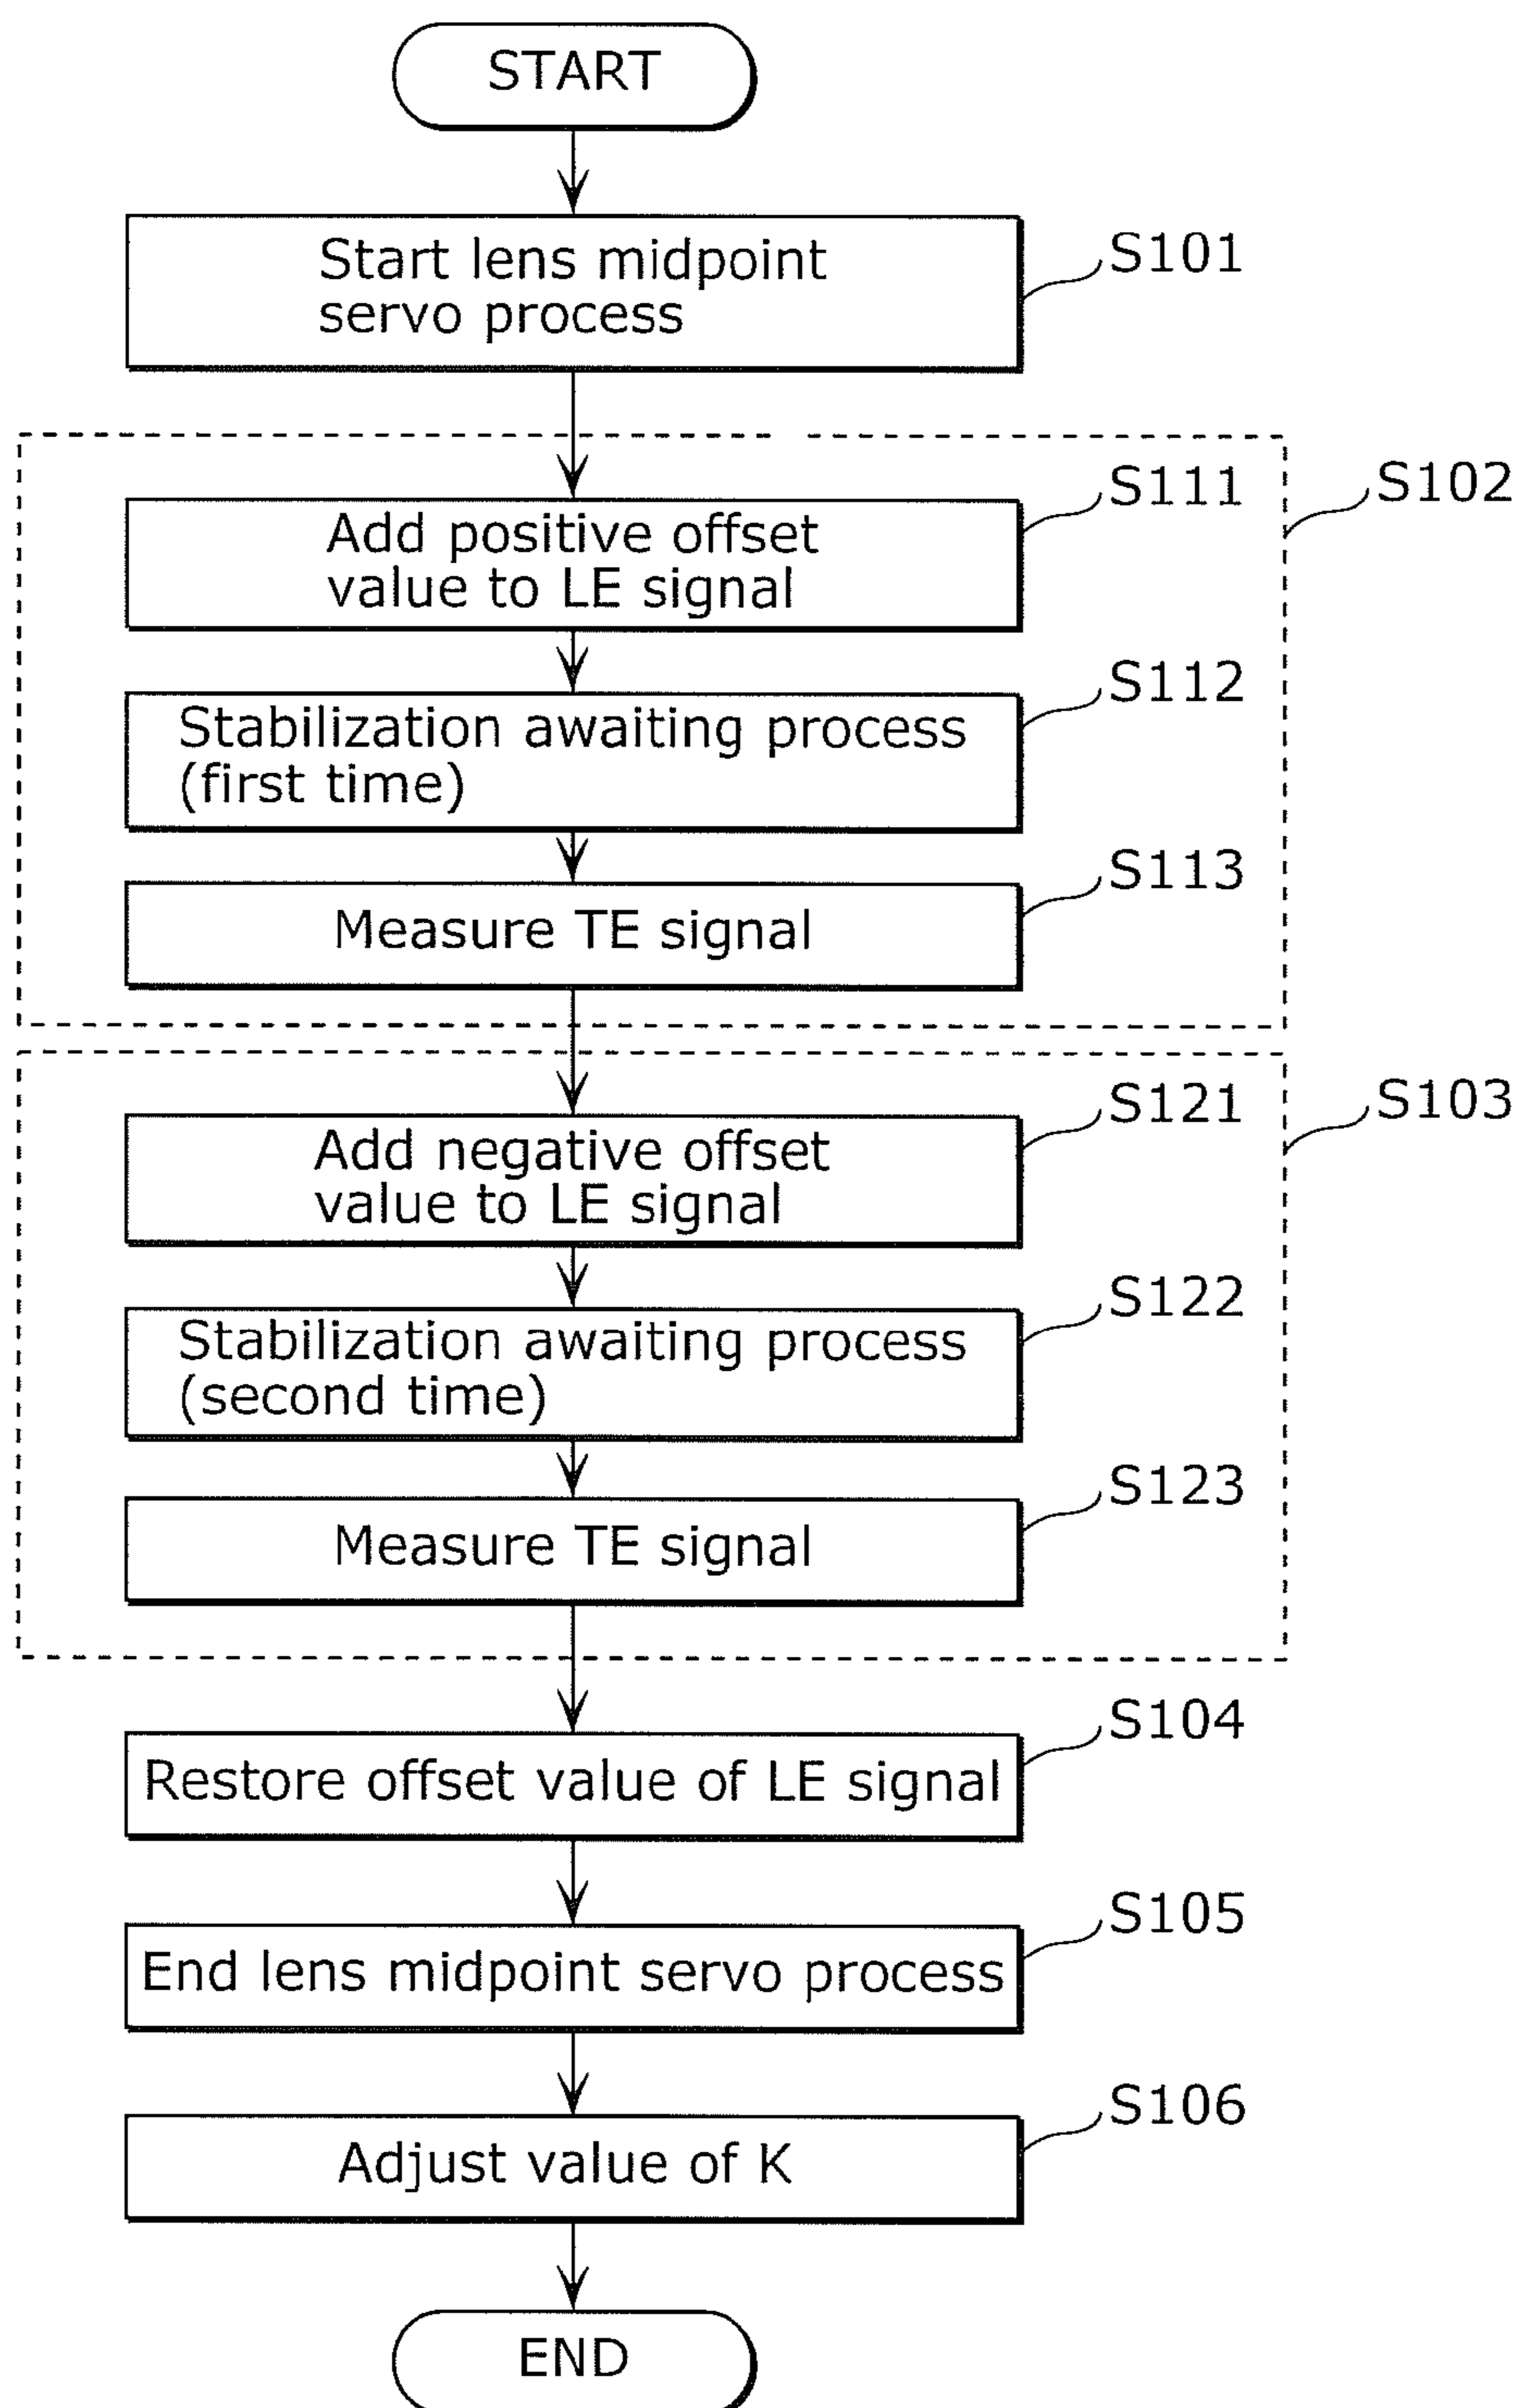 START
Start lens midpoint
servo process
S101
S102
Add positive offset
value to LE signal
S111
Stabilization awaiting process
(first time)
S112
Measure TE signal
S113
S103
Add negative offset
value to LE signal
S121
Stabilization awaiting process
(second time)
S122
Measure TE signal
S123
Restore offset value of LE signal
S104
End lens midpoint servo process
S105
Adjust value of K
S106
END